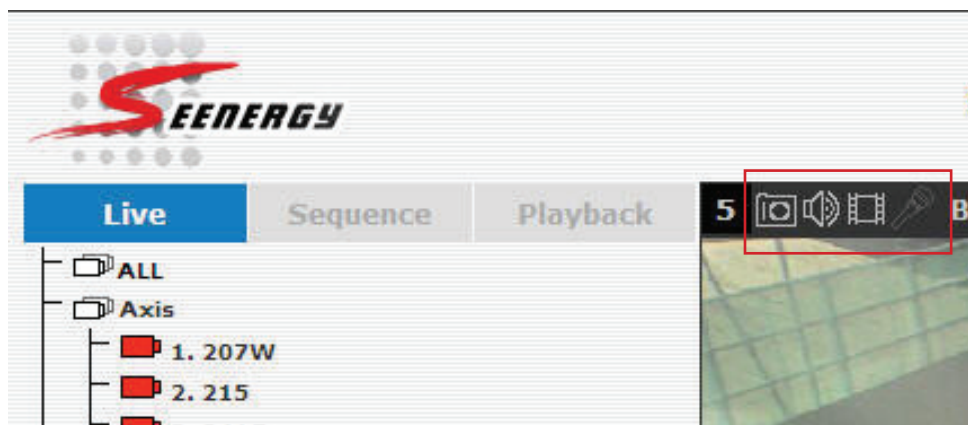 SEENERGY
Live Sequence Playback 5 B
ALL
Axis
1. 207W
2. 215